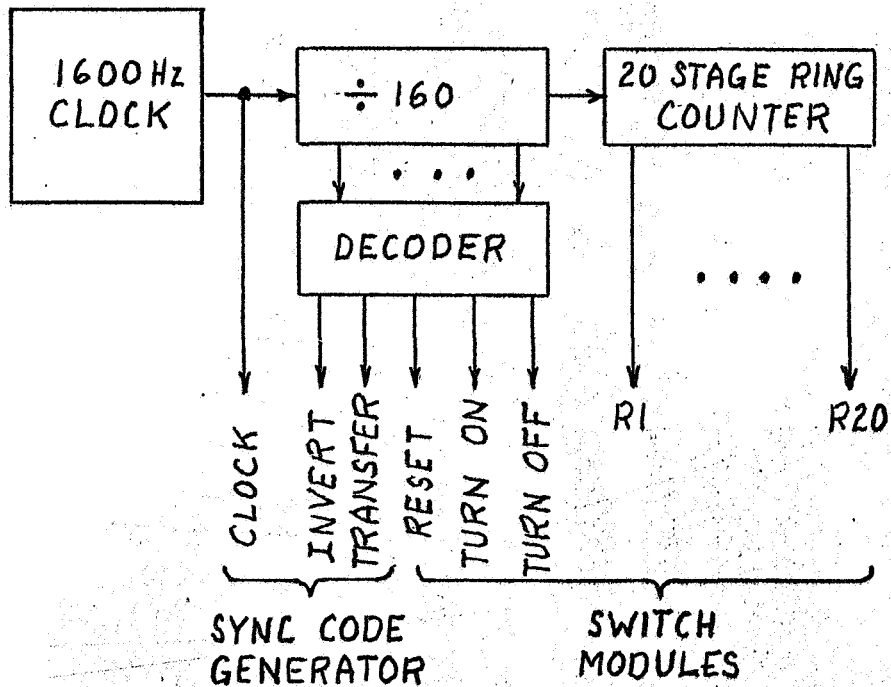 1600 Hz
CLOCK
÷ 160
20 STAGE RING
COUNTER
DECODER
CLOCK
INVERT
TRANSFER
RESET
TURN ON
TURN OFF
R1
R20
SYNC CODE
GENERATOR
SWITCH
MODULES